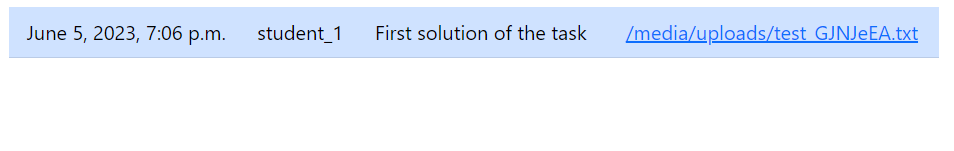 June 5, 2023, 7:06 p.m. student_1 First solution of the task /media/uploads/test_GJNJeEA.txt